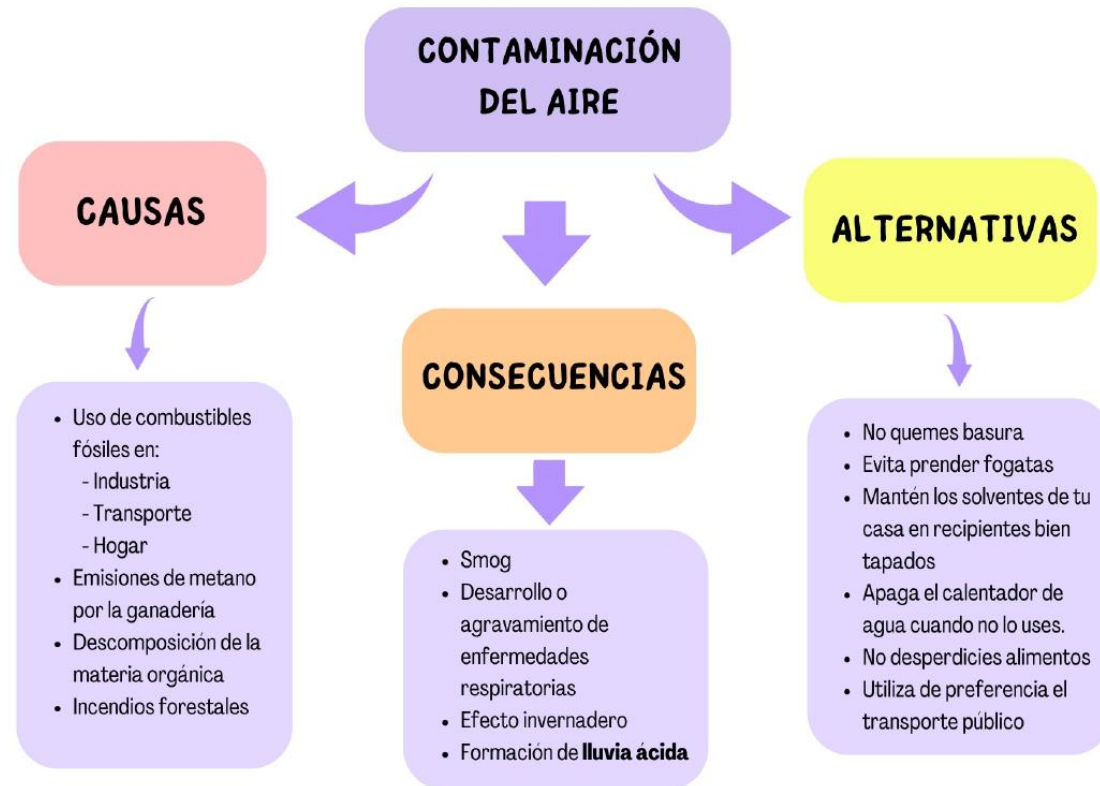 CONTAMINACIÓN
DEL AIRE
CAUSAS
• Uso de combustibles
fósiles en:
- Industria
- Transporte
- Hogar
• Emisiones de metano
por la ganadería
• Descomposición de la
materia orgánica
• Incendios forestales
CONSECUENCIAS
• Smog
• Desarrollo o
agravamiento de
enfermedades
respiratorias
• Efecto invernadero
• Formación de lluvia ácida
ALTERNATIVAS
• No quemes basura
• Evita prender fogatas
• Mantén los solventes de tu
casa en recipientes bien
tapados
• Apaga el calentador de
agua cuando no lo uses.
• No desperdicies alimentos
• Utiliza de preferencia el
transporte público